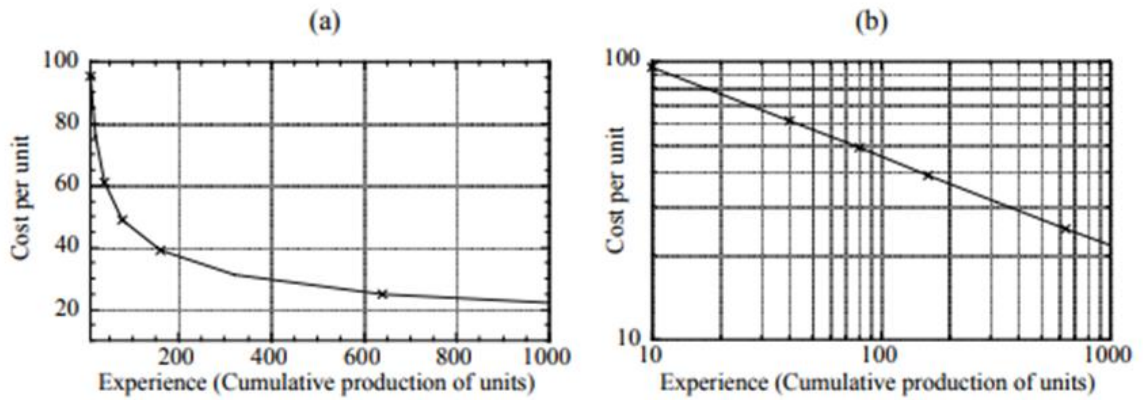 (a)
Cost per unit
100
80
60
40
20
200 400 600 800 1000
Experience (Cumulative production of units)
(b)
Cost per unit
100
10
10 100 1000
Experience (Cumulative production of units)